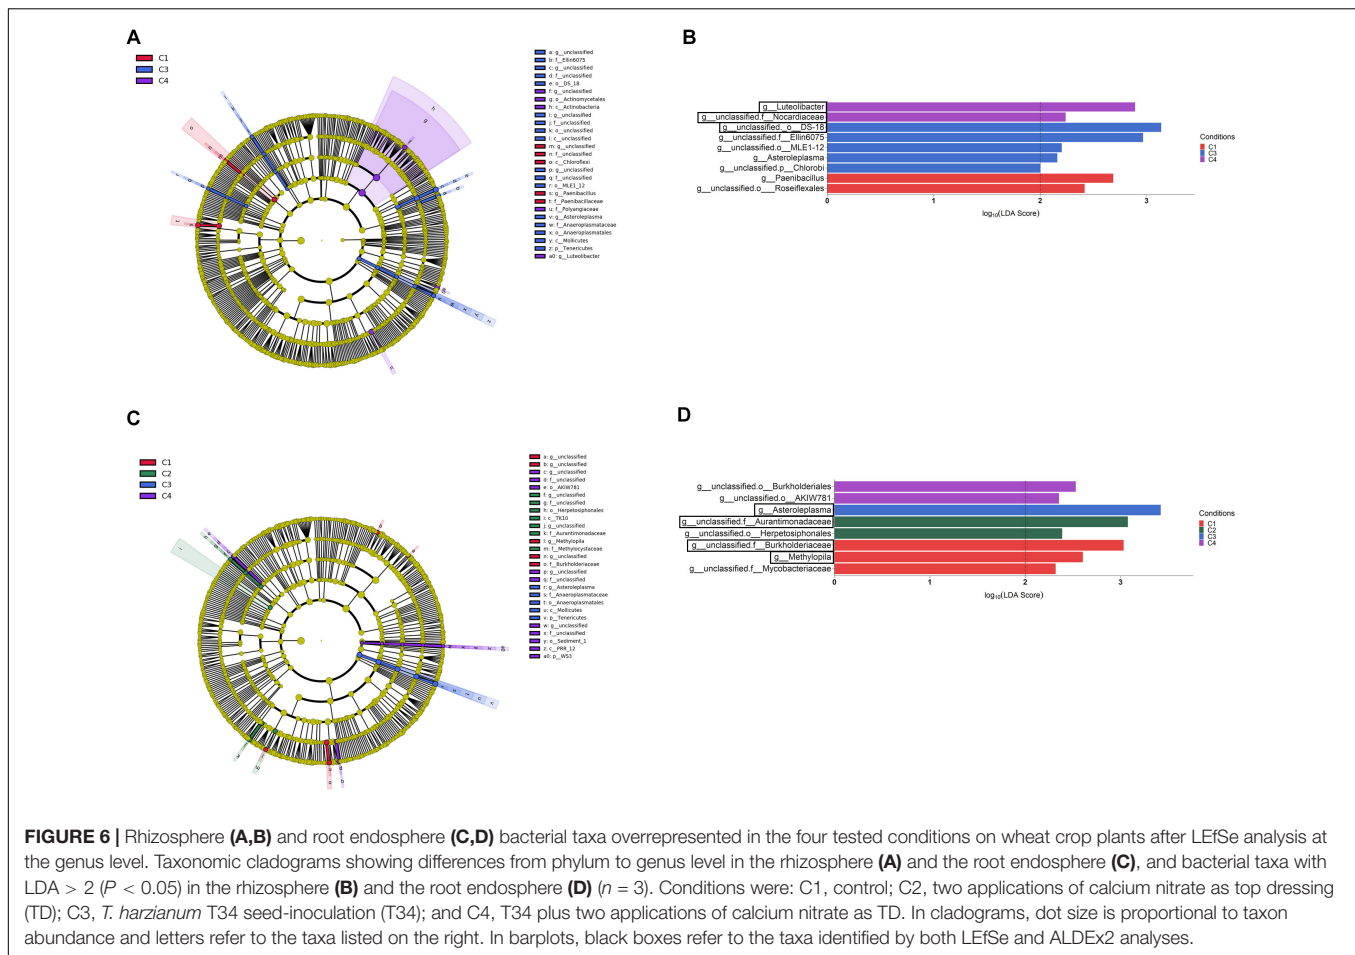 A
C1
C3
C4
a: g__unclassified
b: f__Ellin6075
c: g__unclassified
d: f__unclassified
e: o__DS_18
f: g__unclassified
g: o__Actinomycetales
h: c__Actinobacteria
i: g__unclassified
j: f__unclassified
k: o__unclassified
l: c__unclassified
m: g__unclassified
n: f__unclassified
o: c__Chloroflexi
p: g__unclassified
q: f__unclassified
r: o__MLE1_12
s: g__Paenibacillus
t: f__Paenibacillaceae
u: f__Polyangiaceae
v: g__Asteroleplasma
w: f__Anaeroplasmataceae
x: o__Anaeroplasmatales
y: c__Mollicutes
z: p__Tenericutes
a0: g__Luteolibacter
B
g__Luteolibacter
g__unclassified.f__Nocardiaceae
g__unclassified._o__DS-18
g__unclassified.f__Ellin6075
g__unclassified.o__MLE1-12
g__Asteroleplasma
g__unclassified.p__Chlorobi
g__Paenibacillus
g__unclassified.o___Roseiflexales
0 1 2 3
log10(LDA Score)
Conditions
C1
C3
C4
C
C1
C2
C3
C4
a: g__unclassified
b: g__unclassified
c: g__unclassified
d: f__unclassified
e: o__AKIW781
f: g__unclassified
g: f__unclassified
h: o__Herpetosiphonales
i: c__TK10
j: g__unclassified
k: f__Aurantimonadaceae
l: g__Methylopila
m: f__Methylocystaceae
n: g__unclassified
o: f__Burkholderiaceae
p: g__unclassified
q: f__unclassified
r: g__Asteroleplasma
s: f__Anaeroplasmataceae
t: o__Anaeroplasmatales
u: c__Mollicutes
v: p__Tenericutes
w: g__unclassified
x: f__unclassified
y: o__Sediment_1
z: c__PRR_12
a0: p__WS3
D
g__unclassified.o__Burkholderiales
g__unclassified.o__AKIW781
g__Asteroleplasma
g__unclassified.f__Aurantimonadaceae
g__unclassified.o__Herpetosiphonales
g__unclassified.f__Burkholderiaceae
g__Methylopila
g__unclassified.f__Mycobacteriaceae
0 1 2 3
log10(LDA Score)
Conditions
C1
C2
C3
C4
FIGURE 6 | Rhizosphere (A,B) and root endosphere (C,D) bacterial taxa overrepresented in the four tested conditions on wheat crop plants after LEfSe analysis at
the genus level. Taxonomic cladograms showing differences from phylum to genus level in the rhizosphere (A) and the root endosphere (C), and bacterial taxa with
LDA > 2 (P < 0.05) in the rhizosphere (B) and the root endosphere (D) (n = 3). Conditions were: C1, control; C2, two applications of calcium nitrate as top dressing
(TD); C3, T. harzianum T34 seed-inoculation (T34); and C4, T34 plus two applications of calcium nitrate as TD. In cladograms, dot size is proportional to taxon
abundance and letters refer to the taxa listed on the right. In barplots, black boxes refer to the taxa identified by both LEfSe and ALDEx2 analyses.